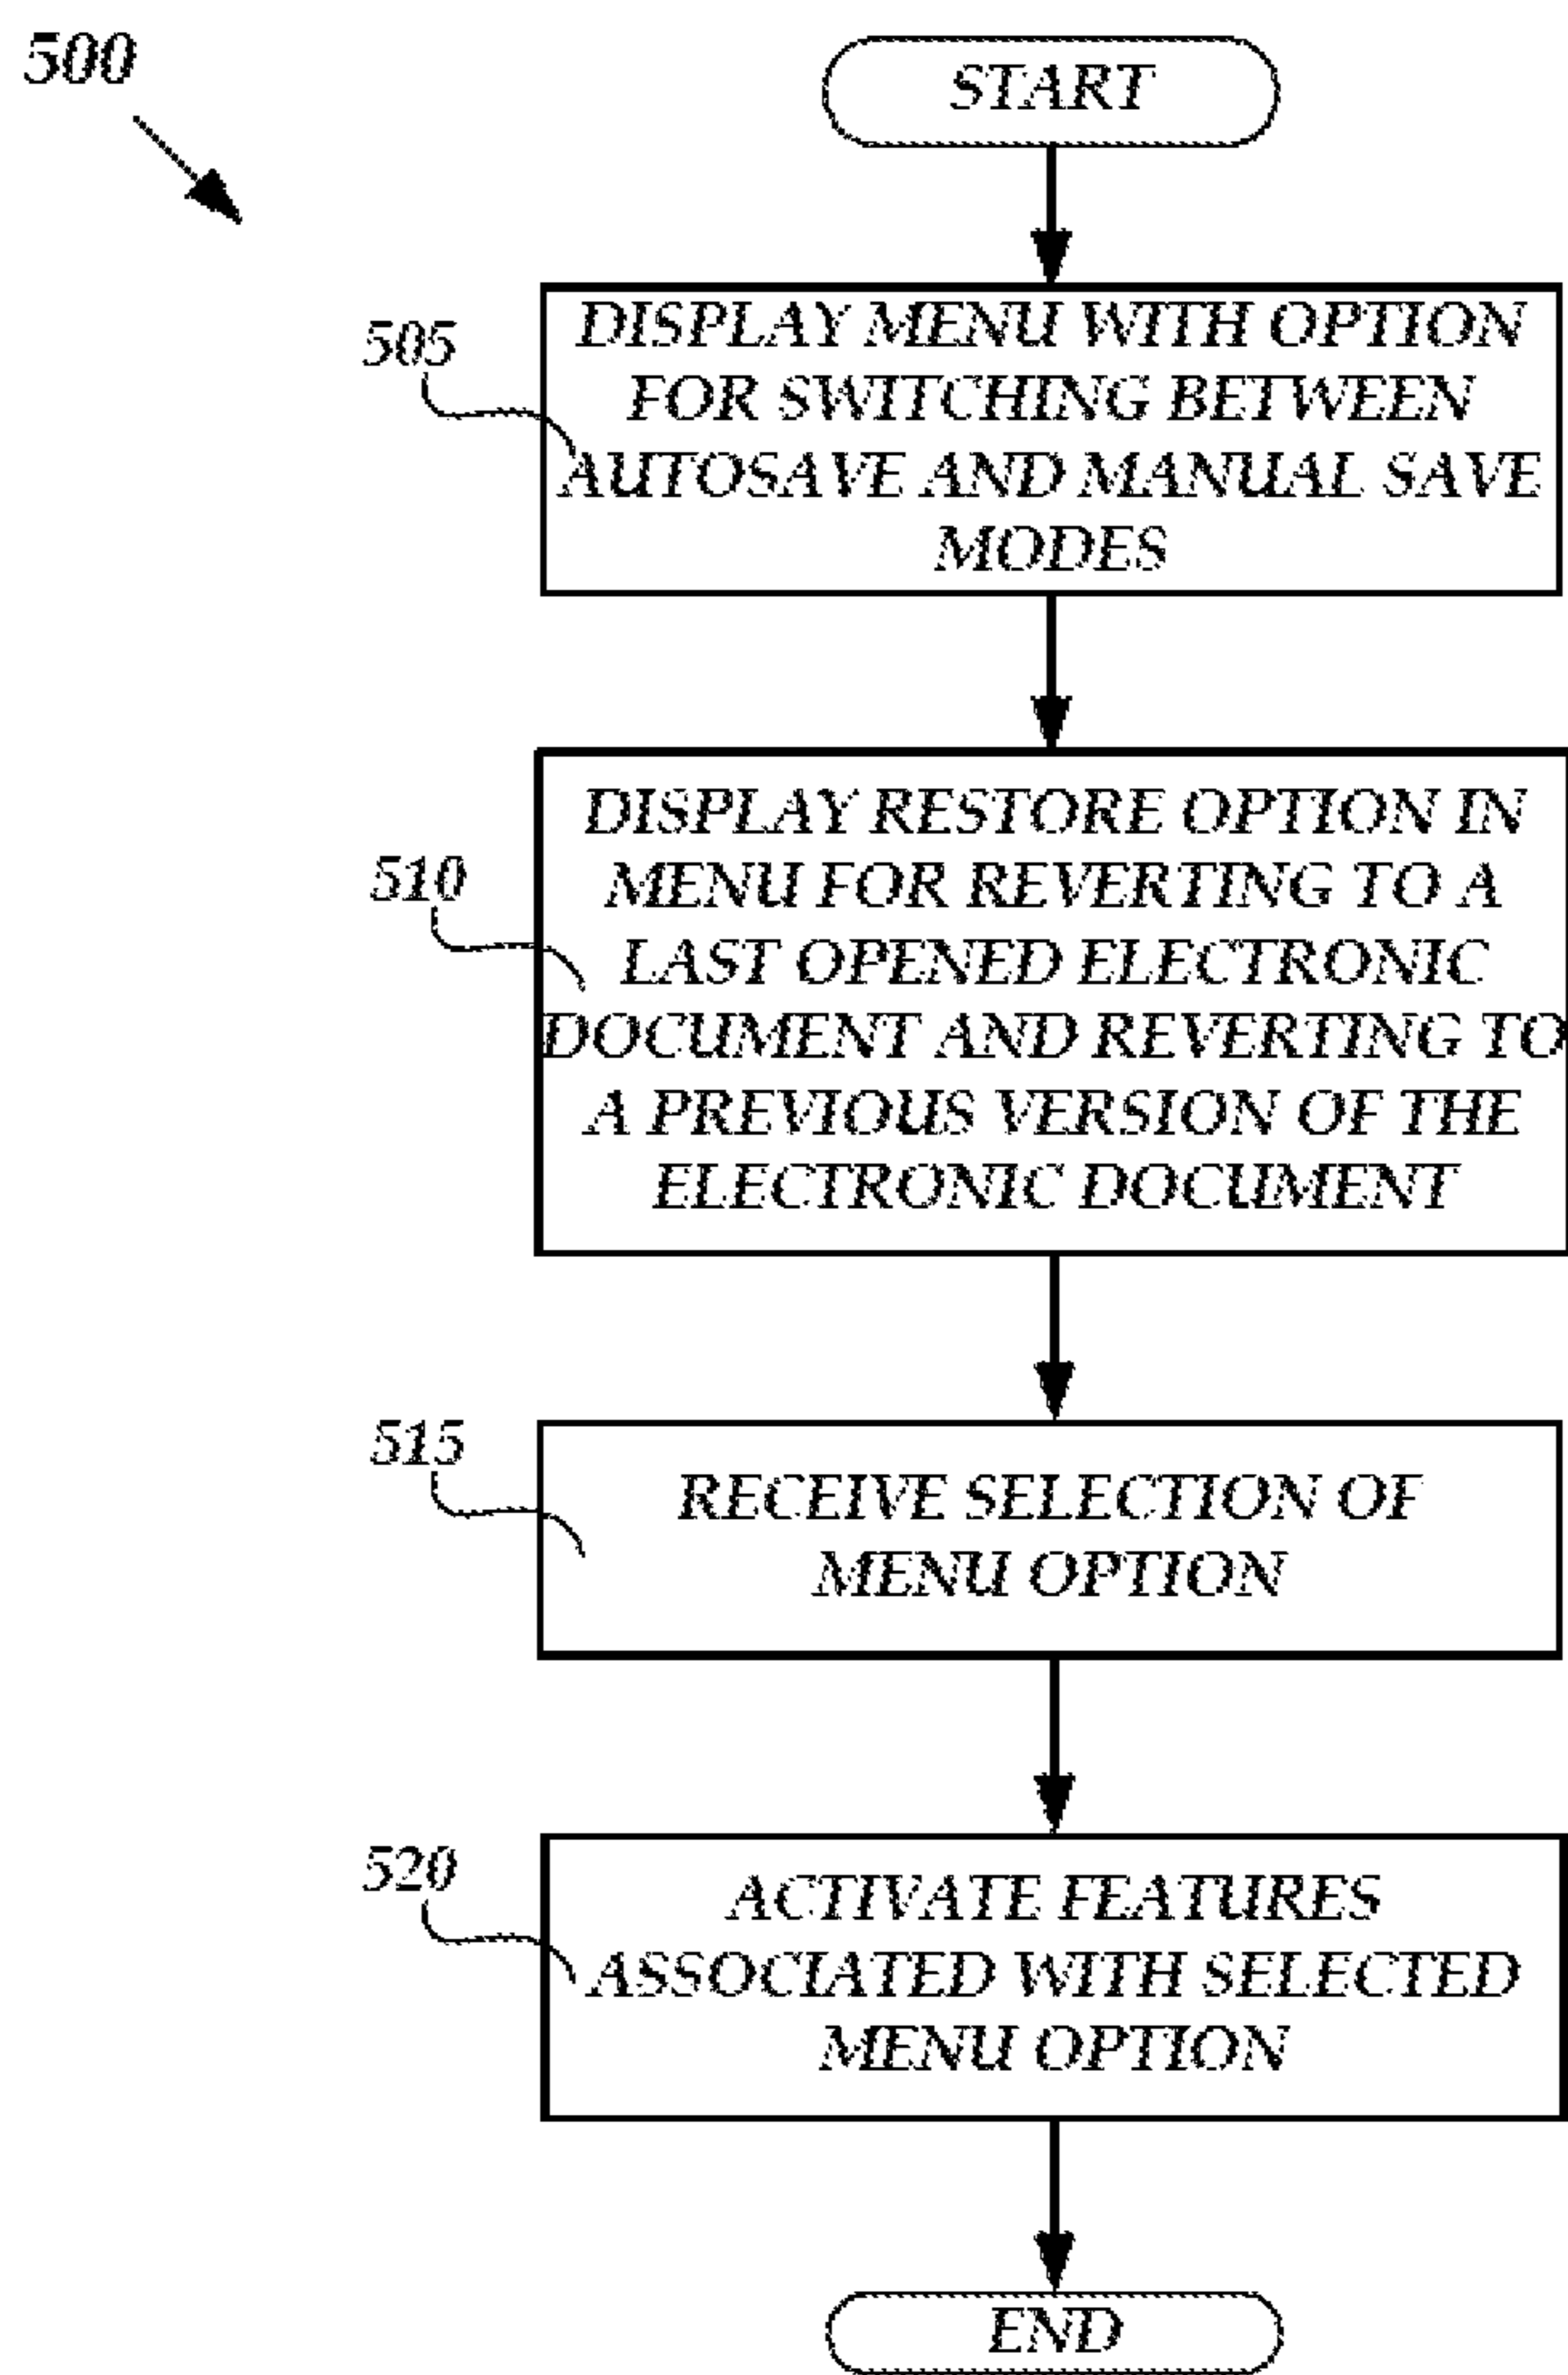 500
START
505
DISPLAY MENU WITH OPTION
FOR SWITCHING BETWEEN
AUTOSAVE AND MANUAL SAVE
MODES
510
DISPLAY RESTORE OPTION IN
MENU FOR REVERTING TO A
LAST OPENED ELECTRONIC
DOCUMENT AND REVERTING TO
A PREVIOUS VERSION OF THE
ELECTRONIC DOCUMENT
515
RECEIVE SELECTION OF
MENU OPTION
520
ACTIVATE FEATURES
ASSOCIATED WITH SELECTED
MENU OPTION
END